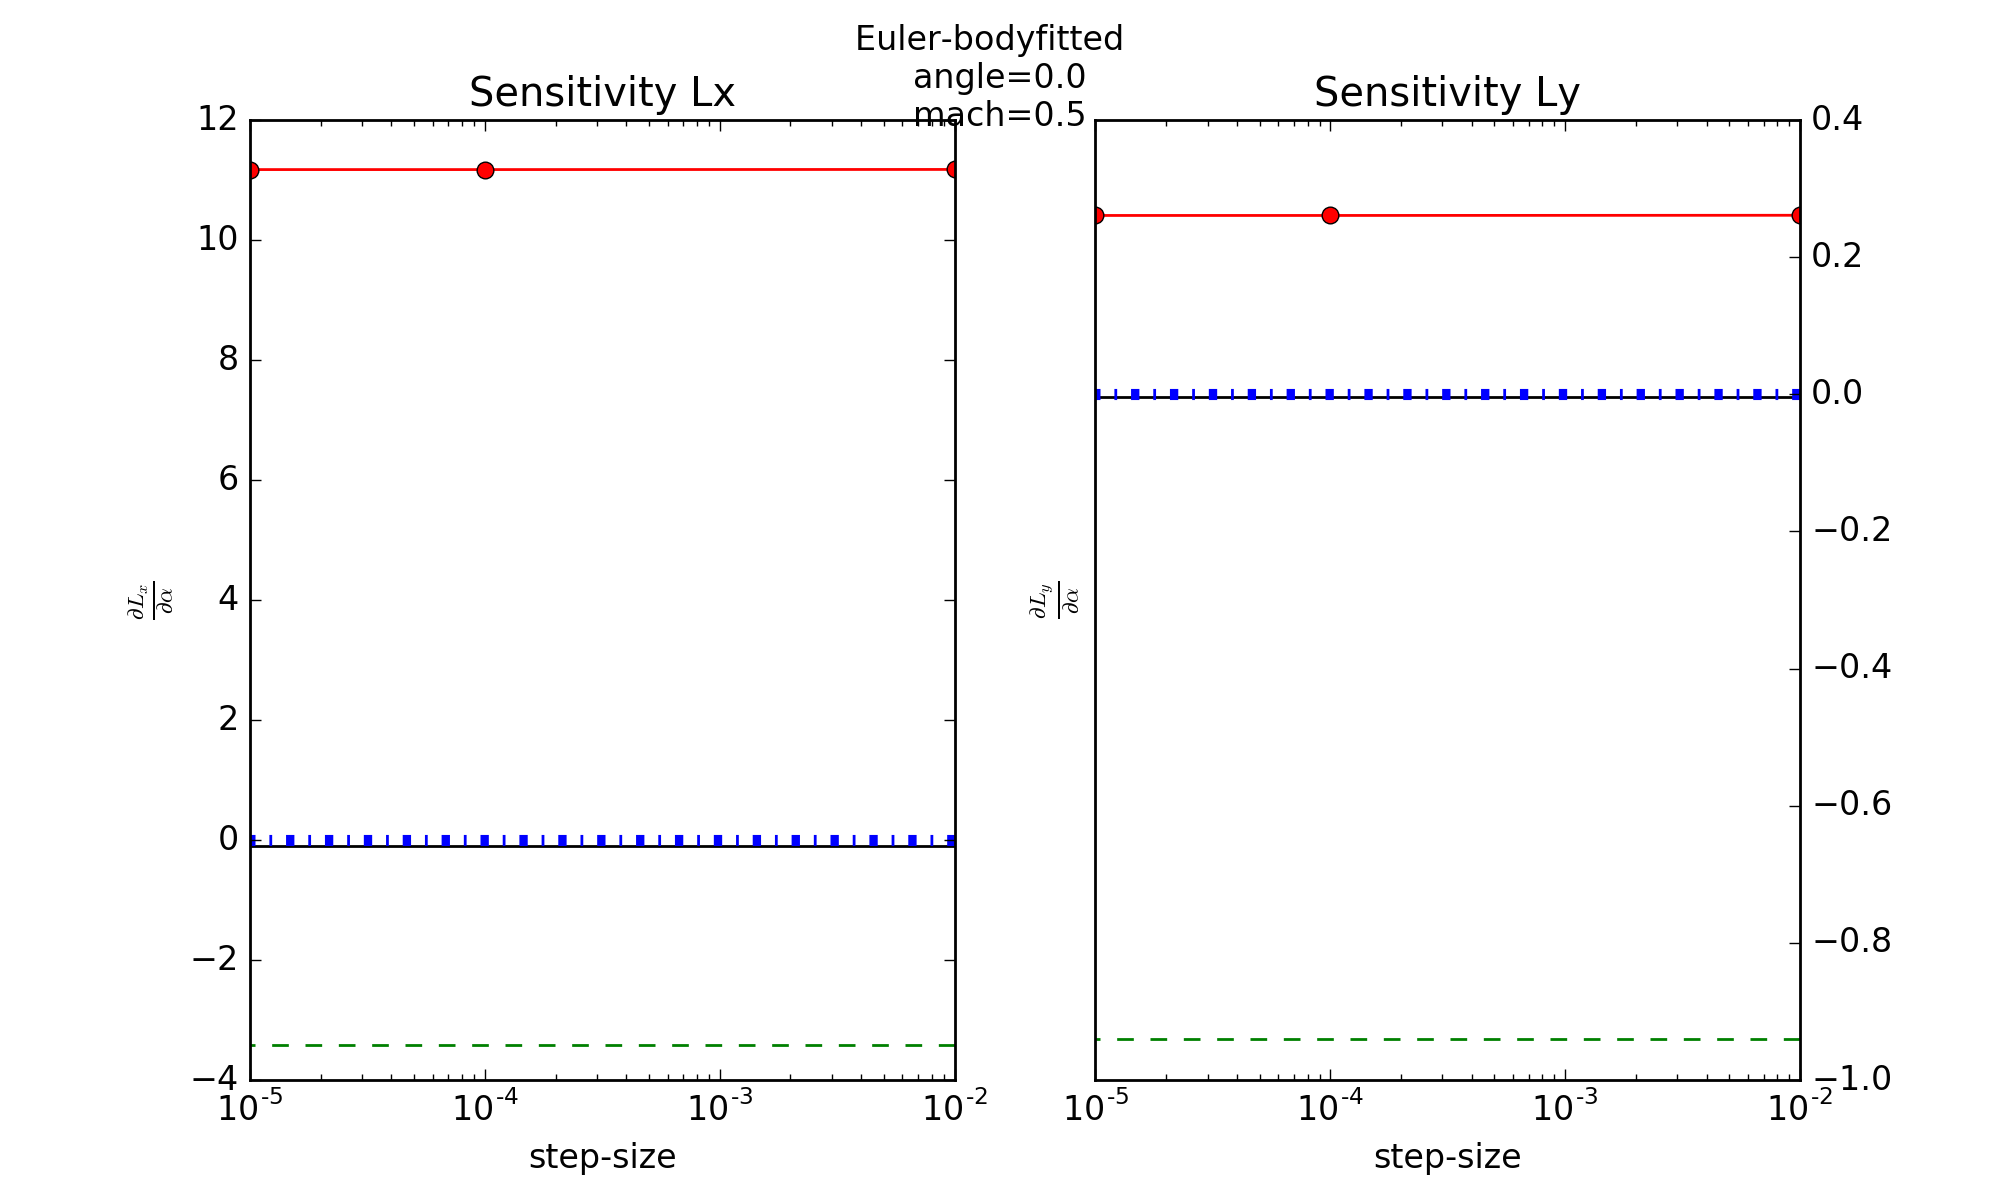 Euler-bodyfitted
angle=0.0
mach=0.5
Sensitivity Lx
12
10
8
6
4
2
0
−2
−4
∂Lx/∂α
10^-5 10^-4 10^-3 10^-2
step-size
Sensitivity Ly
∂Ly/∂α
0.4
0.2
0.0
−0.2
−0.4
−0.6
−0.8
−1.0
10^-5 10^-4 10^-3 10^-2
step-size